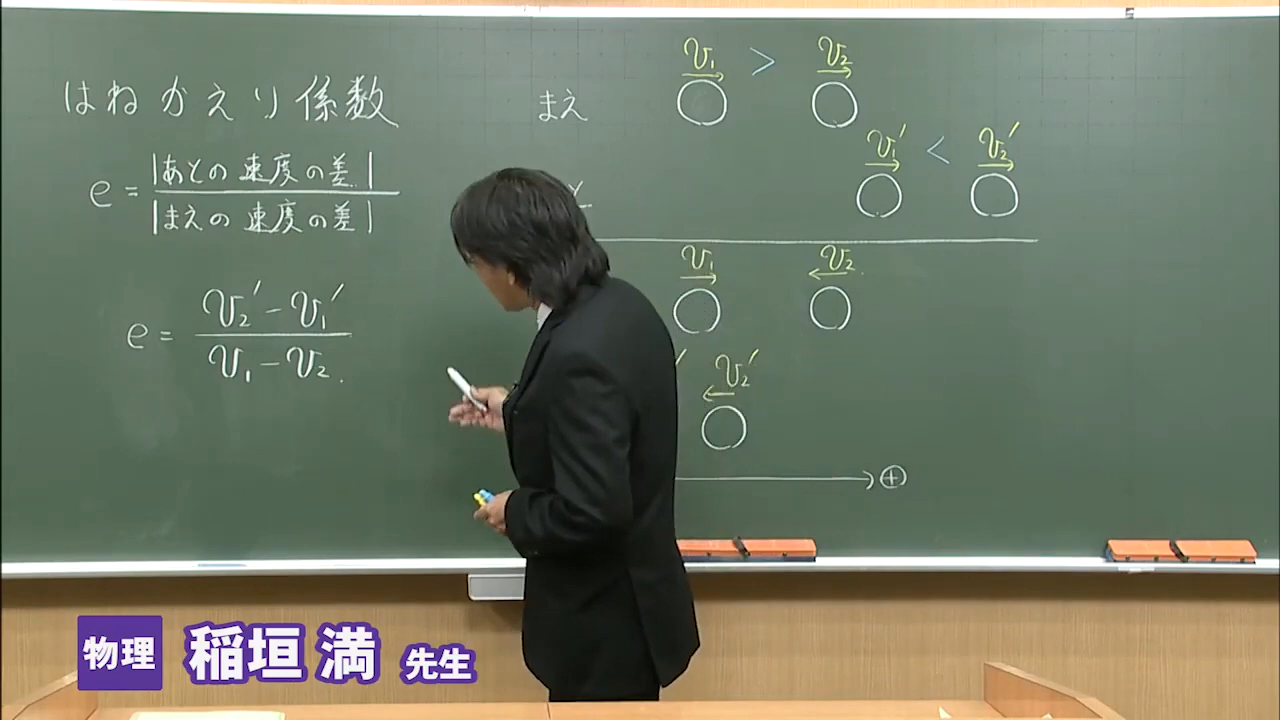 はねかえり係数
e = |あとの速度の差| / |まえの速度の差|
e = v₂′ − v₁′ / v₁ − v₂.
v₁ > v₂
まえ
v₁′ < v₂′
v₁ v₂
v₂′
⊕
物理 稲垣 満 先生